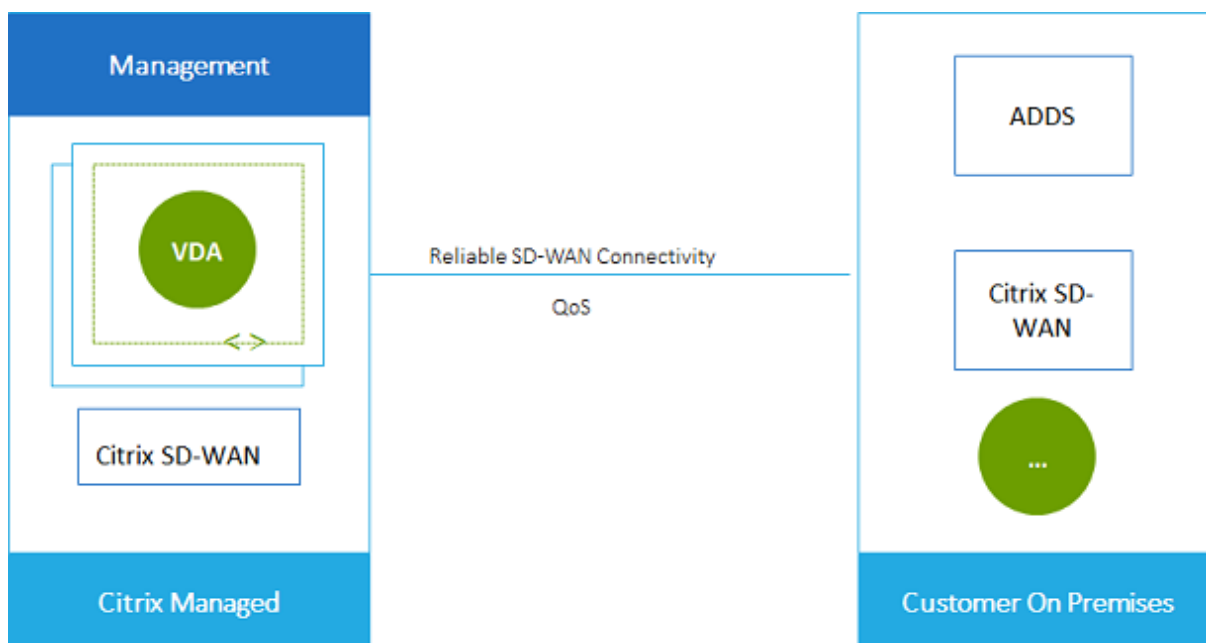 Management
VDA
< >
Citrix SD-WAN
Citrix Managed
Reliable SD-WAN Connectivity
QoS
ADDS
Citrix SD-
WAN
...
Customer On Premises